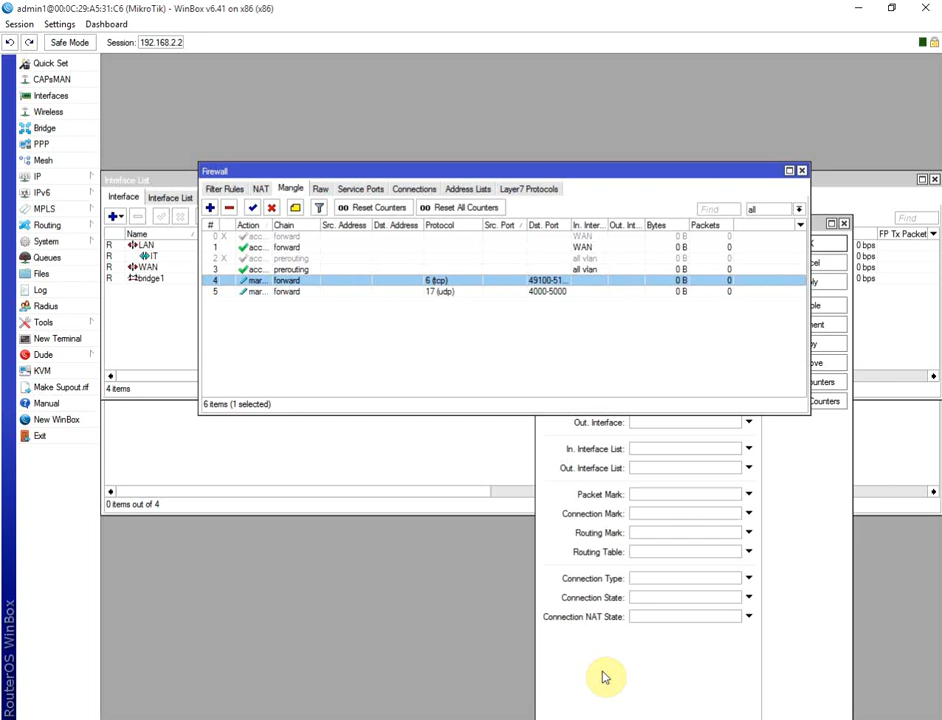 admin1@00:0C:29:A5:31:C6 (MikroTik) - WinBox v6.41 on x86 (x86)
Session Settings Dashboard
Safe Mode Session: 192.168.2.2
Quick Set
CAPsMAN
Interfaces
Wireless
Bridge
PPP
Mesh
IP
IPv6
MPLS
Routing
System
Queues
Files
Log
Radius
Tools
New Terminal
Dude
KVM
Make Supout.rif
Manual
New WinBox
Exit
RouterOS WinBox
Interface List
Interface Interface List
Find
Name FP Tx Packet
R LAN 0 bps
R IT 0 bps
R WAN 0 bps
R bridge1 0 bps
4 items
0 items out of 4
Firewall
Filter Rules NAT Mangle Raw Service Ports Connections Address Lists Layer7 Protocols
00 Reset Counters 00 Reset All Counters Find all
# Action Chain Src. Address Dst. Address Protocol Src. Port Dst. Port In. Inter... Out. Int... Bytes Packets
0 X acc... forward WAN 0 B 0
1 acc... forward WAN 0 B 0
2 X acc... prerouting all vlan 0 B 0
3 acc... prerouting all vlan 0 B 0
4 mar... forward 6 (tcp) 49100-51... 0 B 0
5 mar... forward 17 (udp) 4000-5000 0 B 0
6 items (1 selected)
Out. Interface:
In. Interface List:
Out. Interface List:
Packet Mark:
Connection Mark:
Routing Mark:
Routing Table:
Connection Type:
Connection State:
Connection NAT State: